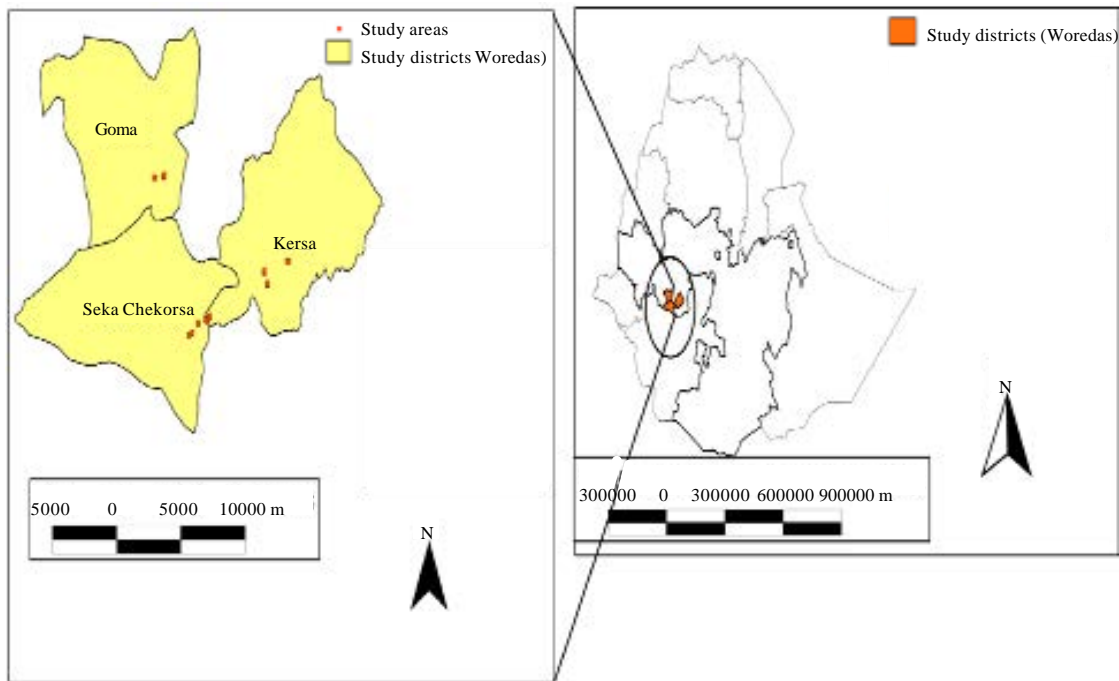 Study areas
Study districts Woredas)
Goma
Kersa
Seka Chekorsa
5000 0 5000 10000 m
N
Study districts (Woredas)
N
300000 0 300000 600000 900000 m